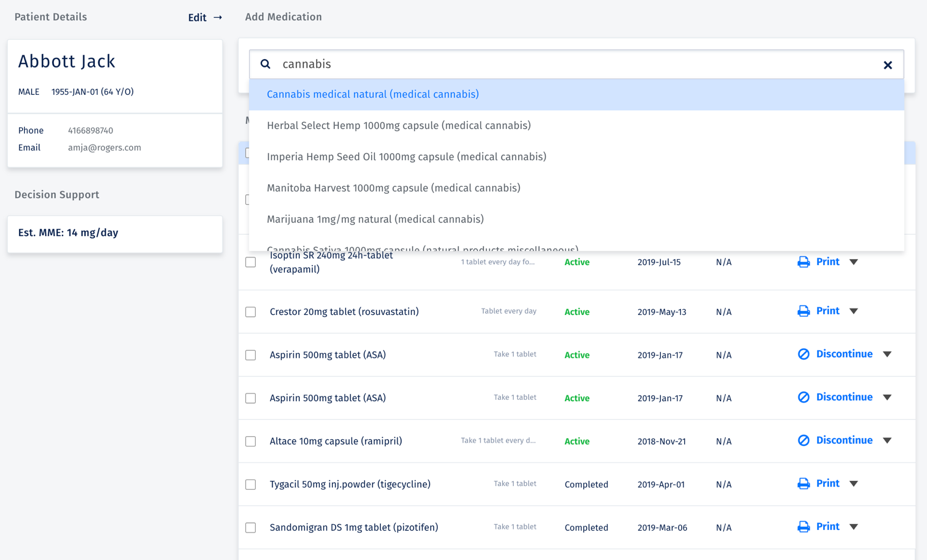 Patient Details
Edit →
Abbott Jack
MALE 1955-JAN-01 (64 Y/O)
Phone 4166898740
Email amja@rogers.com
Decision Support
Est. MME: 14 mg/day
Add Medication
cannabis
Cannabis medical natural (medical cannabis)
Herbal Select Hemp 1000mg capsule (medical cannabis)
Imperia Hemp Seed Oil 1000mg capsule (medical cannabis)
Manitoba Harvest 1000mg capsule (medical cannabis)
Marijuana 1mg/mg natural (medical cannabis)
Cannabis Sativa 1000mg capsule (natural products miscellaneous)
Isoptin SR 240mg 24h-tablet
(verapamil) 1 tablet every day fo... Active 2019-Jul-15 N/A Print
Crestor 20mg tablet (rosuvastatin) Tablet every day Active 2019-May-13 N/A Print
Aspirin 500mg tablet (ASA) Take 1 tablet Active 2019-Jan-17 N/A Discontinue
Aspirin 500mg tablet (ASA) Take 1 tablet Active 2019-Jan-17 N/A Discontinue
Altace 10mg capsule (ramipril) Take 1 tablet every d... Active 2018-Nov-21 N/A Discontinue
Tygacil 50mg inj.powder (tigecycline) Take 1 tablet Completed 2019-Apr-01 N/A Print
Sandomigran DS 1mg tablet (pizotifen) Take 1 tablet Completed 2019-Mar-06 N/A Print